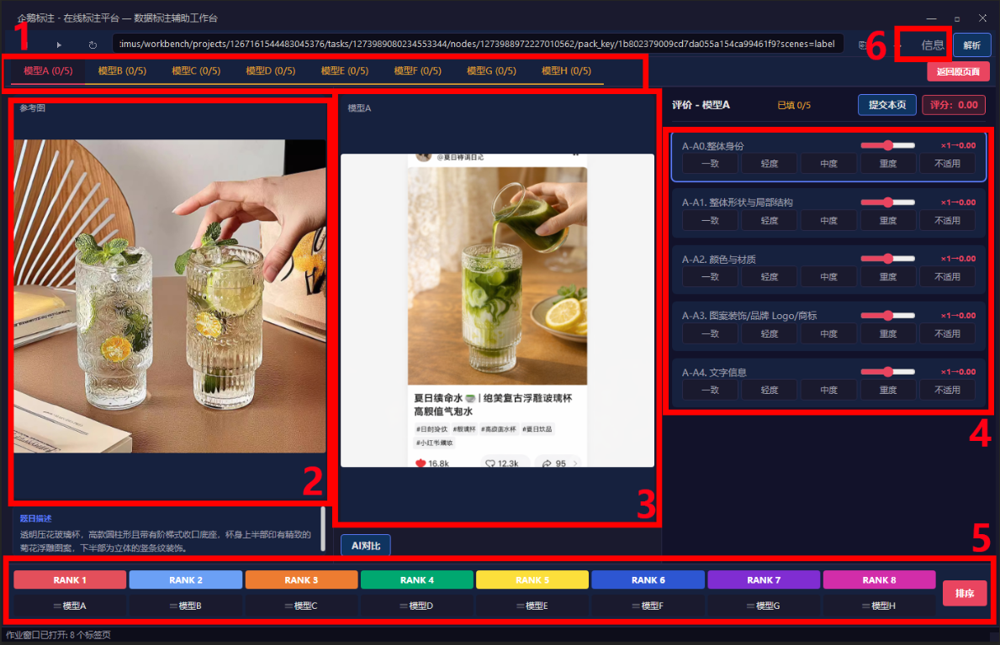 企鹅标注 - 在线标注平台 — 数据标注辅助工作台
1
:imus/workbench/projects/1267161544483045376/tasks/1273989080234553344/nodes/1273988972227010562/pack_key/1b802379009cd7da055a154ca99461f9?scenes=label
6
信息
解析
模型A (0/5)
模型B (0/5)
模型C (0/5)
模型D (0/5)
模型E (0/5)
模型F (0/5)
模型G (0/5)
模型H (0/5)
返回原页面
参考图
2
题目描述
透明压花玻璃杯，高款圆柱形且带有阶梯式收口底座，杯身上半部印有精致的
菊花浮雕图案，下半部为立体的竖条纹装饰。
模型A
@夏日特调日记
夏日续命水🍵 | 绝美复古浮雕玻璃杯
高颜值气泡水
#高颜值水杯 #夏日饮品
16.8k
12.3k
95
3
AI对比
评价 - 模型A
已填 0/5
提交本页
评分：0.00
A-A0.整体身份
×1→0.00
一致 轻度 中度 重度 不适用
A-A1. 整体形状与局部结构
×1→0.00
一致 轻度 中度 重度 不适用
A-A2. 颜色与材质
×1→0.00
一致 轻度 中度 重度 不适用
A-A3. 图案装饰/品牌 Logo/商标
×1→0.00
一致 轻度 中度 重度 不适用
A-A4. 文字信息
×1→0.00
一致 轻度 中度 重度 不适用
4
5
RANK 1 RANK 2 RANK 3 RANK 4 RANK 5 RANK 6 RANK 7 RANK 8
模型A 模型B 模型C 模型D 模型E 模型F 模型G 模型H
排序
作业窗口已打开: 8 个标签页